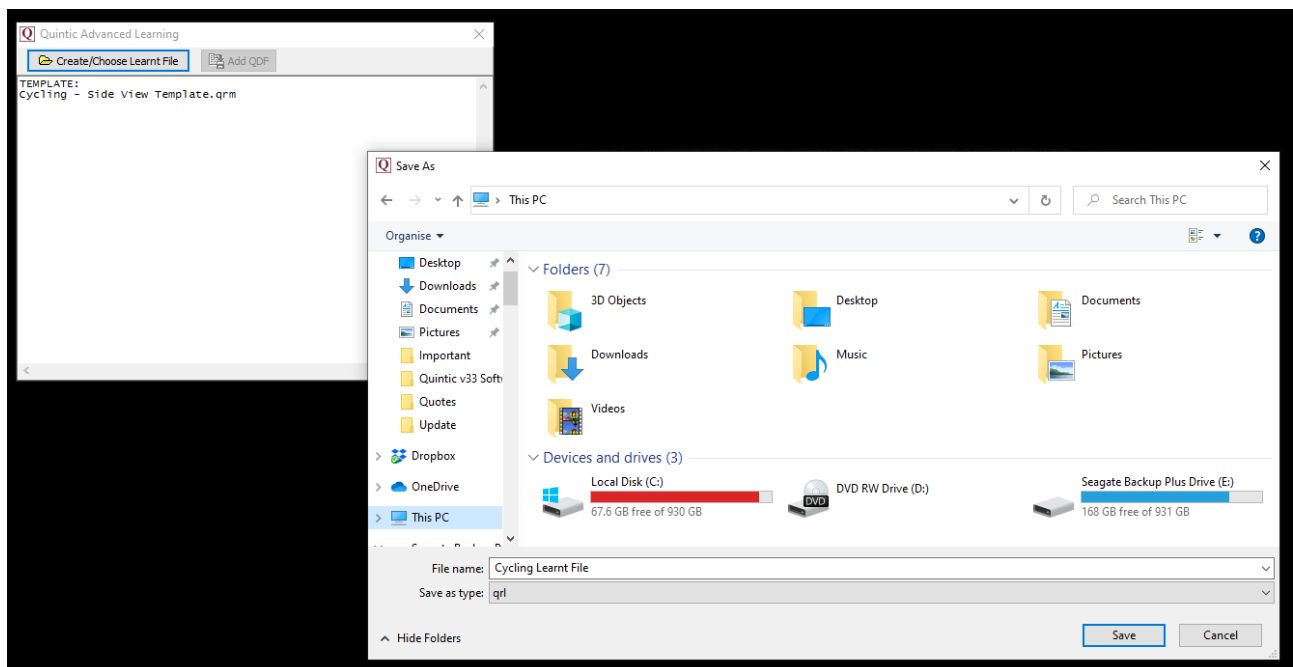 Quintic Advanced Learning
Create/Choose Learnt File
Add QDF
TEMPLATE:
Cycling - Side View Template.qrm
Save As
This PC
Search This PC
Organise
Desktop
Downloads
Documents
Pictures
Important
Quintic v33 Soft
Quotes
Update
Dropbox
OneDrive
This PC
Folders (7)
3D Objects
Desktop
Documents
Downloads
Music
Pictures
Videos
Devices and drives (3)
Local Disk (C:)
67.6 GB free of 930 GB
DVD RW Drive (D:)
DVD
Seagate Backup Plus Drive (E:)
168 GB free of 931 GB
File name: Cycling Learnt File
Save as type: qrl
Hide Folders
Save
Cancel